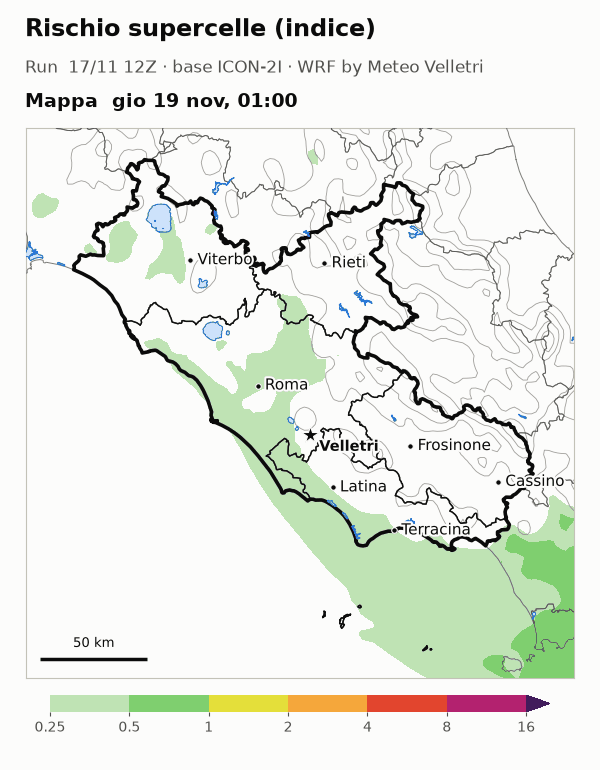 Rischio supercelle (indice)
Run  17/11 12Z · base ICON-2I · WRF by Meteo Velletri
Mappa  gio 19 nov, 01:00
Viterbo
Rieti
Roma
Velletri
Frosinone
Cassino
Latina
Terracina
50 km
0.25 0.5 1 2 4 8 16